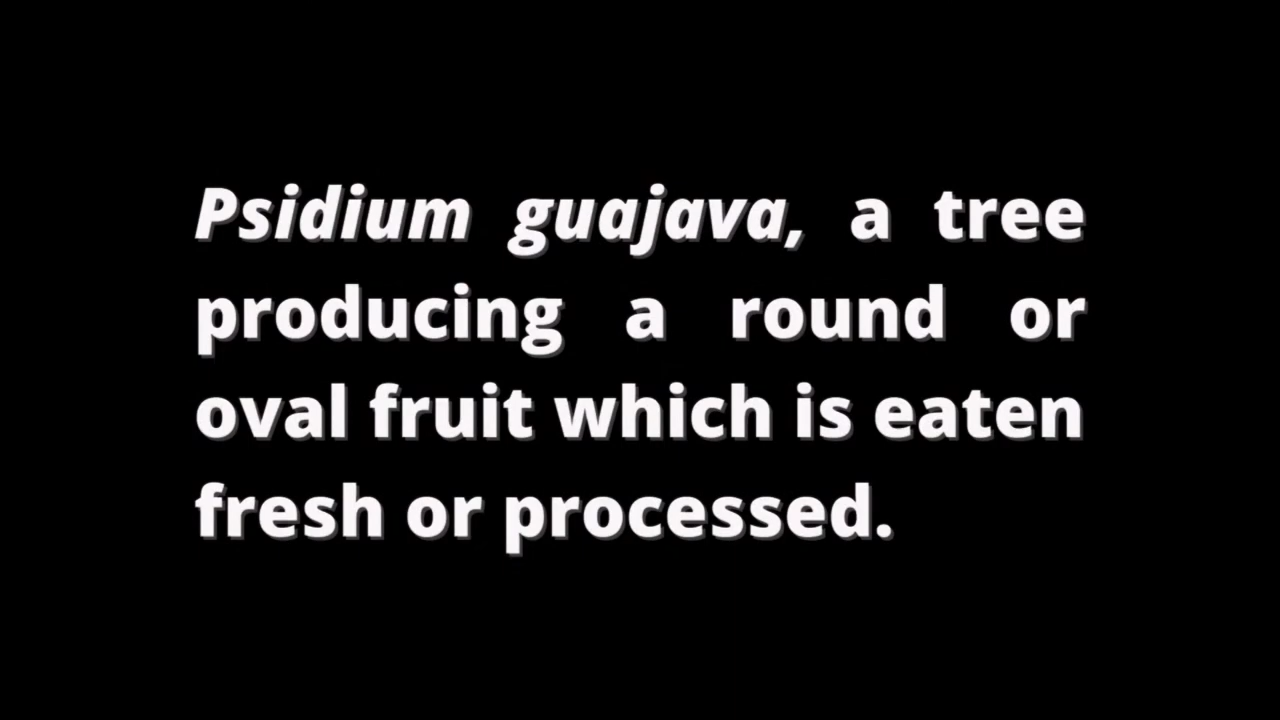 Psidium guajava, a tree
producing a round or
oval fruit which is eaten
fresh or processed.